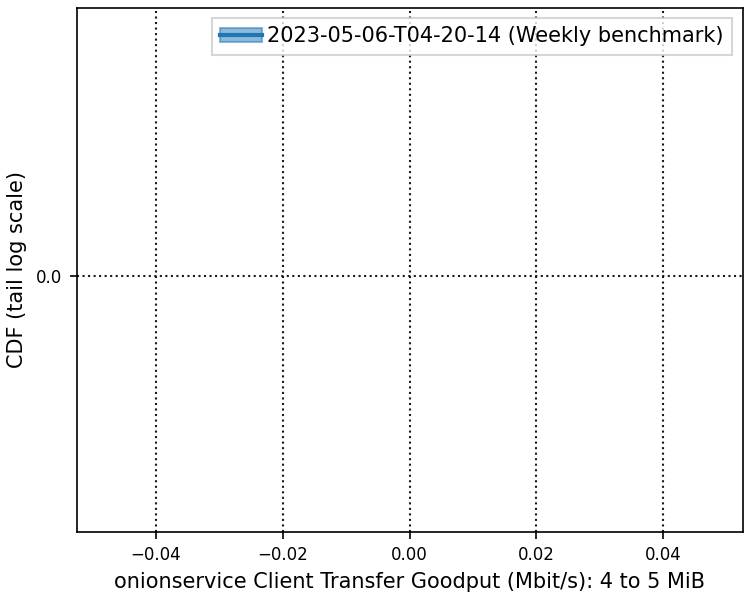 2023-05-06-T04-20-14 (Weekly benchmark)
CDF (tail log scale)
0.0
−0.04
−0.02
0.00
0.02
0.04
onionservice Client Transfer Goodput (Mbit/s): 4 to 5 MiB